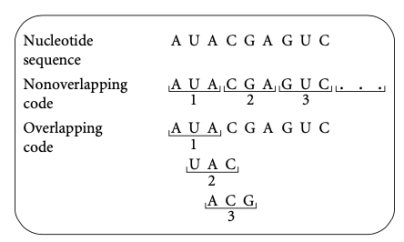 Nucleotide sequence A U A C G A G U C
Nonoverlapping code A U A C G A G U C . . .
1 2 3
Overlapping code A U A C G A G U C
1
U A C
2
A C G
3